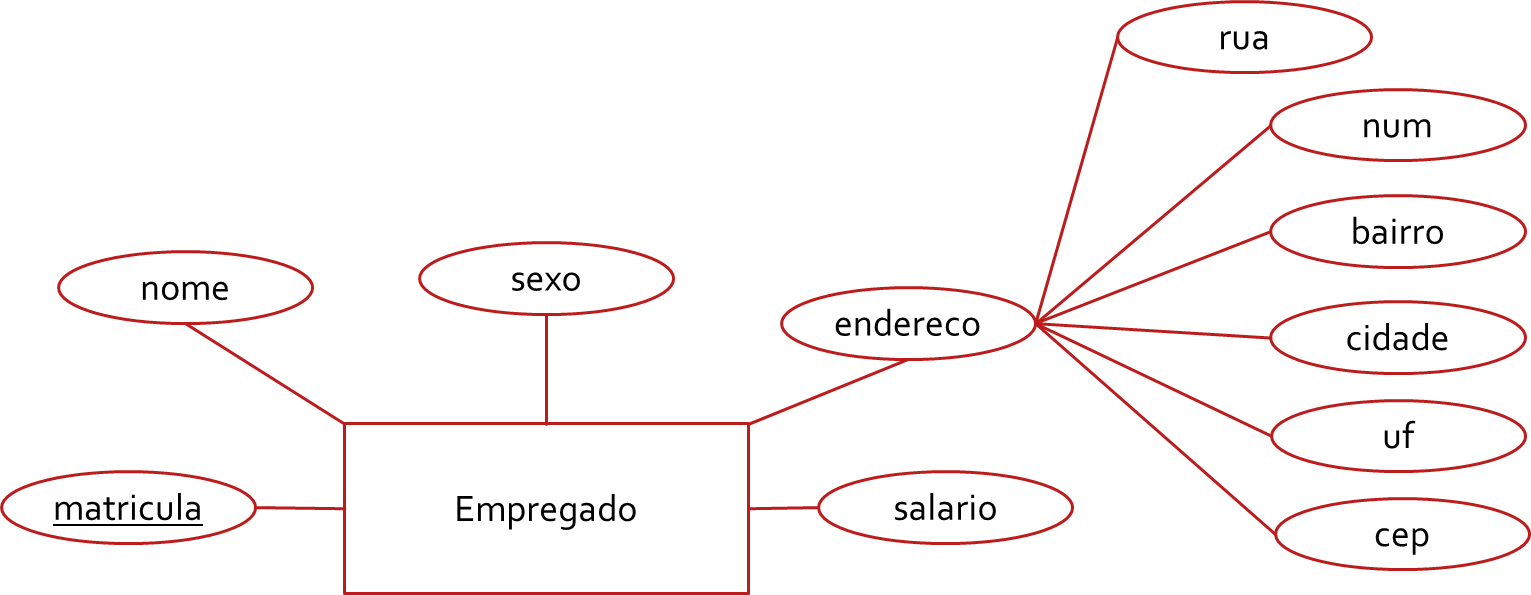 rua
num
bairro
nome
sexo
endereco
cidade
uf
matricula
Empregado
salario
cep